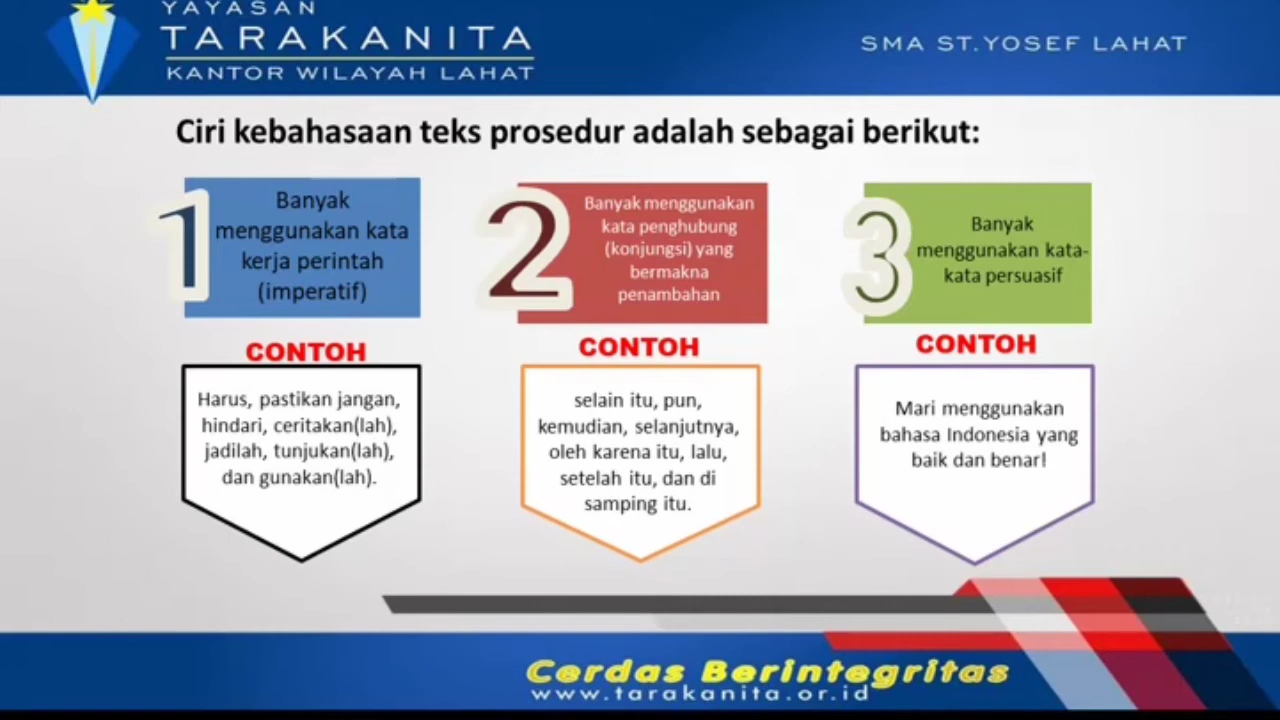 YAYASAN
TARAKANITA
KANTOR WILAYAH LAHAT
SMA ST.YOSEF LAHAT
Ciri kebahasaan teks prosedur adalah sebagai berikut:
1
Banyak
menggunakan kata
kerja perintah
(imperatif)
CONTOH
Harus, pastikan jangan,
hindari, ceritakan(lah),
jadilah, tunjukan(lah),
dan gunakan(lah).
2
Banyak menggunakan
kata penghubung
(konjungsi) yang
bermakna
penambahan
CONTOH
selain itu, pun,
kemudian, selanjutnya,
oleh karena itu, lalu,
setelah itu, dan di
samping itu.
3
Banyak
menggunakan kata-
kata persuasif
CONTOH
Mari menggunakan
bahasa Indonesia yang
baik dan benar!
Cerdas Berintegritas
www.tarakanita.or.id